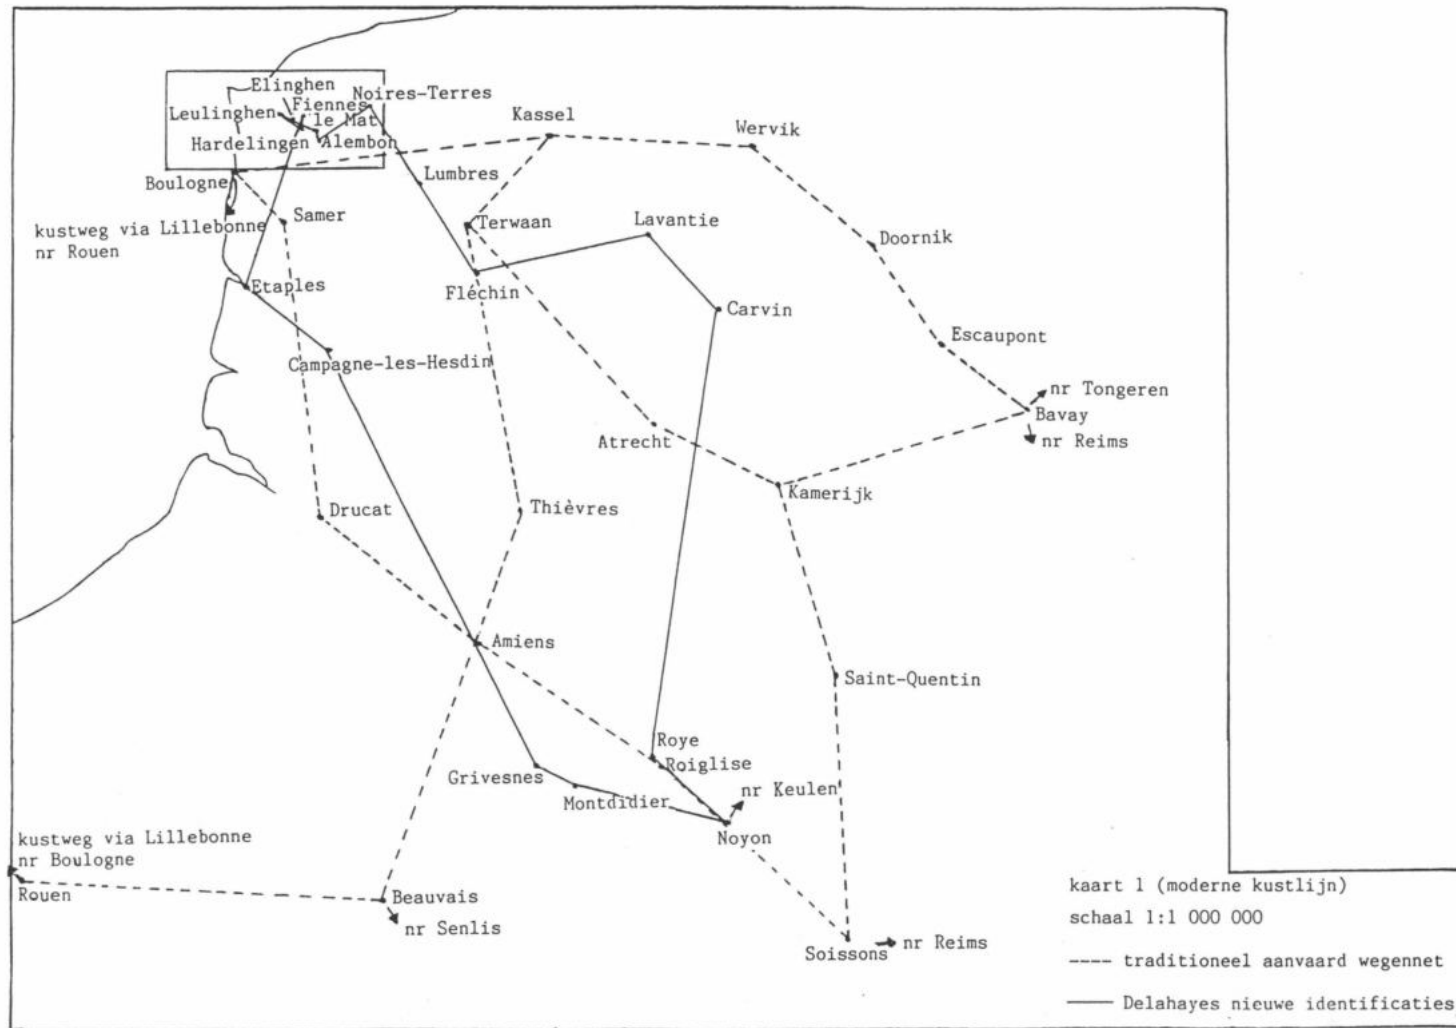 Elinghen
Fiennes
Noires-Terres
Leulinghen
le Mat
Hardelingen
Alembon
Kassel
Wervik
Boulogne
Lumbres
Samer
Terwaan
Lavantie
kustweg via Lillebonne
nr Rouen
Doornik
Etaples
Fléchin
Carvin
Escaupont
Campagne-les-Hesdin
nr Tongeren
Bavay
nr Reims
Atrecht
Kamerijk
Drucat
Thièvres
Amiens
Saint-Quentin
Roye
Roiglise
Grivesnes
nr Keulen
Montdidier
Noyon
kustweg via Lillebonne
nr Boulogne
Rouen
Beauvais
nr Senlis
Soissons
nr Reims
kaart 1 (moderne kustlijn)
schaal 1:1 000 000
---- traditioneel aanvaard wegennet
—— Delahayes nieuwe identificaties